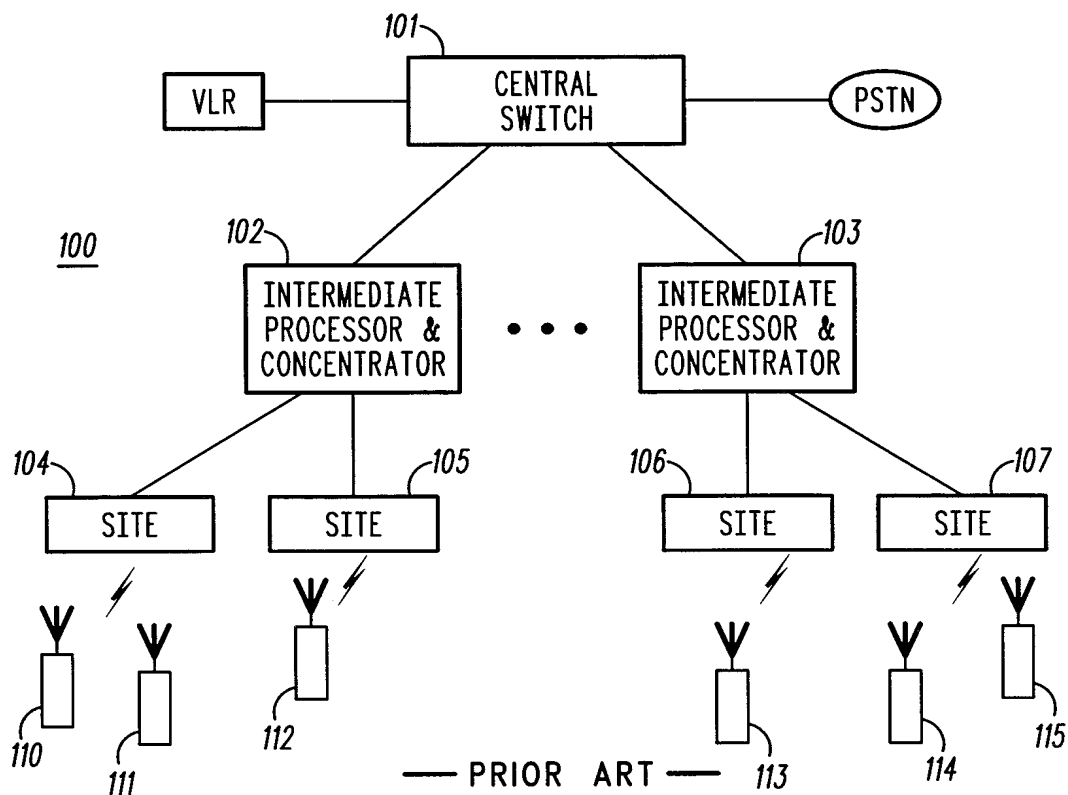 101
VLR
CENTRAL
SWITCH
PSTN
100
102
103
INTERMEDIATE
PROCESSOR &
CONCENTRATOR
INTERMEDIATE
PROCESSOR &
CONCENTRATOR
104
105
106
107
SITE
SITE
SITE
SITE
110
111
112
113
114
115
PRIOR ART